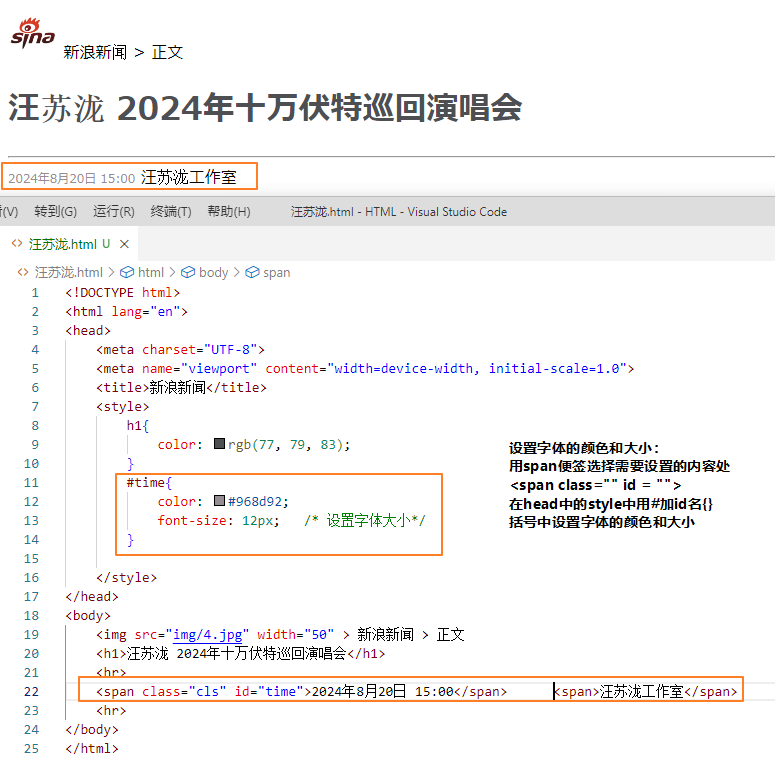 sina
新浪新闻 > 正文
汪苏泷 2024年十万伏特巡回演唱会
2024年8月20日 15:00 汪苏泷工作室
(V) 转到(G) 运行(R) 终端(T) 帮助(H) 汪苏泷.html - HTML - Visual Studio Code
<> 汪苏泷.html U ×
<> 汪苏泷.html > html > body > span
1 <!DOCTYPE html>
2 <html lang="en">
3 <head>
4 <meta charset="UTF-8">
5 <meta name="viewport" content="width=device-width, initial-scale=1.0">
6 <title>新浪新闻</title>
7 <style>
8 h1{
9 color: rgb(77, 79, 83);
10 }
11 #time{
12 color: #968d92;
13 font-size: 12px; /* 设置字体大小*/
14 }
15
16 </style>
17 </head>
18 <body>
19 <img src="img/4.jpg" width="50" > 新浪新闻 > 正文
20 <h1>汪苏泷 2024年十万伏特巡回演唱会</h1>
21 <hr>
22 <span class="cls" id="time">2024年8月20日 15:00</span> <span>汪苏泷工作室</span>
23 <hr>
24 </body>
25 </html>
设置字体的颜色和大小：
用span便签选择需要设置的内容处
<span class="" id = "">
在head中的style中用#加id名{}
括号中设置字体的颜色和大小